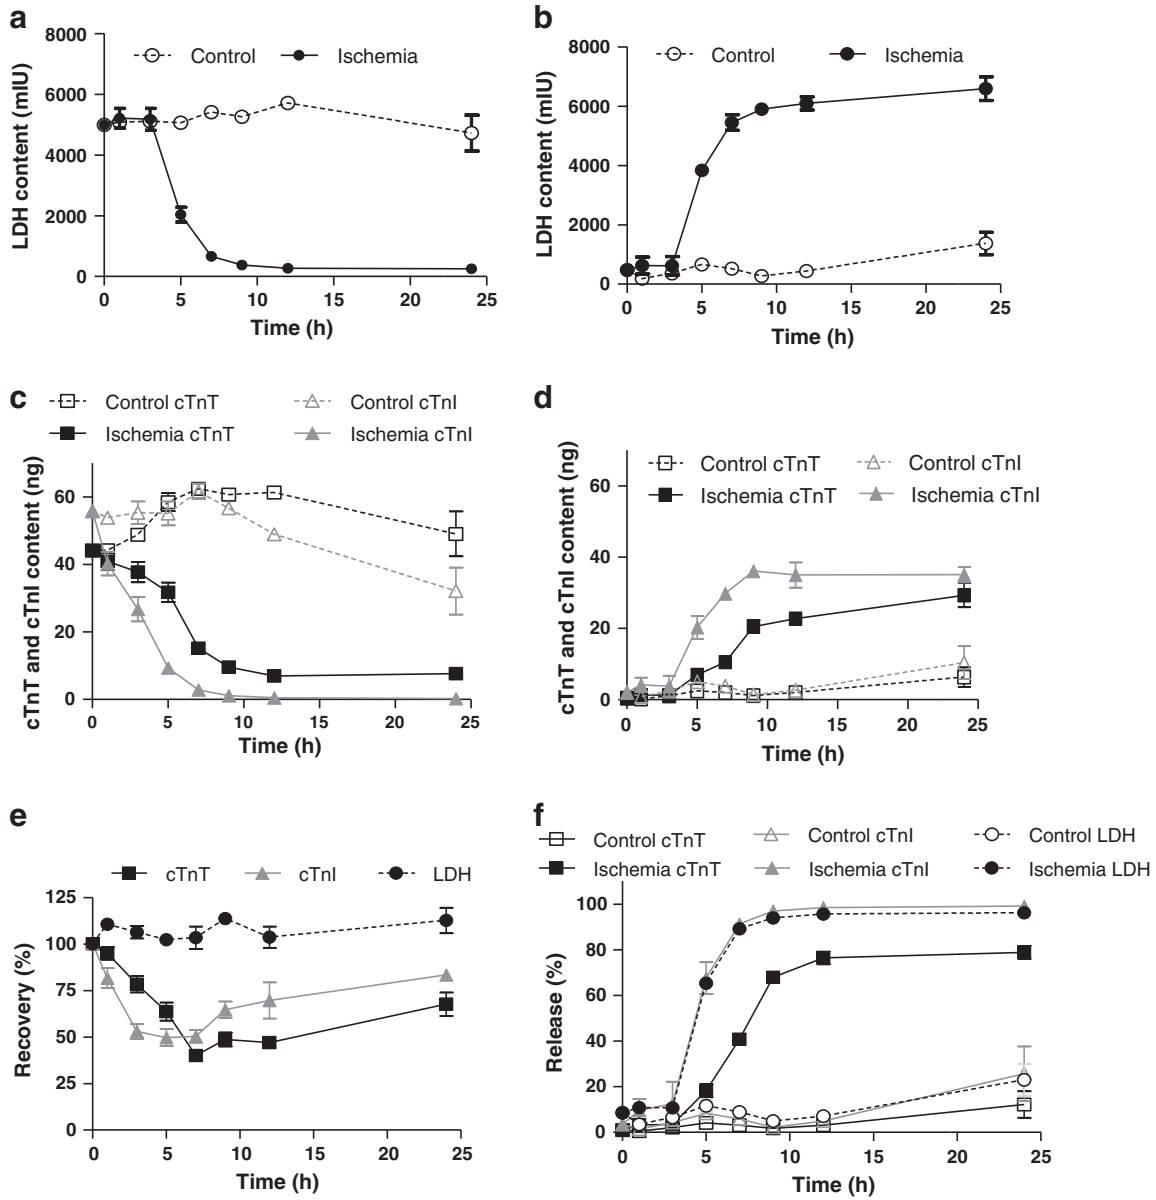 a
LDH content (mIU)
8000
6000
4000
2000
0
Control
Ischemia
0 5 10 15 20 25
Time (h)
b
LDH content (mIU)
8000
6000
4000
2000
0
Control
Ischemia
0 5 10 15 20 25
Time (h)
c
Control cTnT
Control cTnI
Ischemia cTnT
Ischemia cTnI
cTnT and cTnI content (ng)
60
40
20
0
0 5 10 15 20 25
Time (h)
d
Control cTnT
Control cTnI
Ischemia cTnT
Ischemia cTnI
cTnT and cTnI content (ng)
60
40
20
0
0 5 10 15 20 25
Time (h)
e
cTnT
cTnI
LDH
Recovery (%)
125
100
75
50
25
0
0 5 10 15 20 25
Time (h)
f
Control cTnT
Control cTnI
Control LDH
Ischemia cTnT
Ischemia cTnI
Ischemia LDH
Release (%)
100
80
60
40
20
0
0 5 10 15 20 25
Time (h)